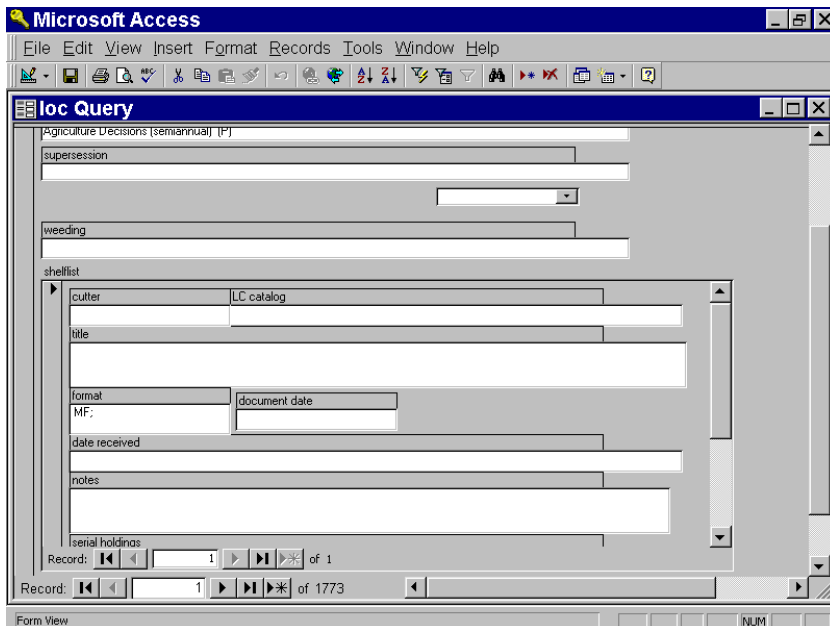 Microsoft Access
File Edit View Insert Format Records Tools Window Help
loc Query
Agriculture Decisions (semiannual) (P)
supersession
weeding
shelflist
cutter LC catalog
title
format document date
MF;
date received
notes
serial holdings
Record: 1 of 1
Record: 1 of 1773
Form View NUM